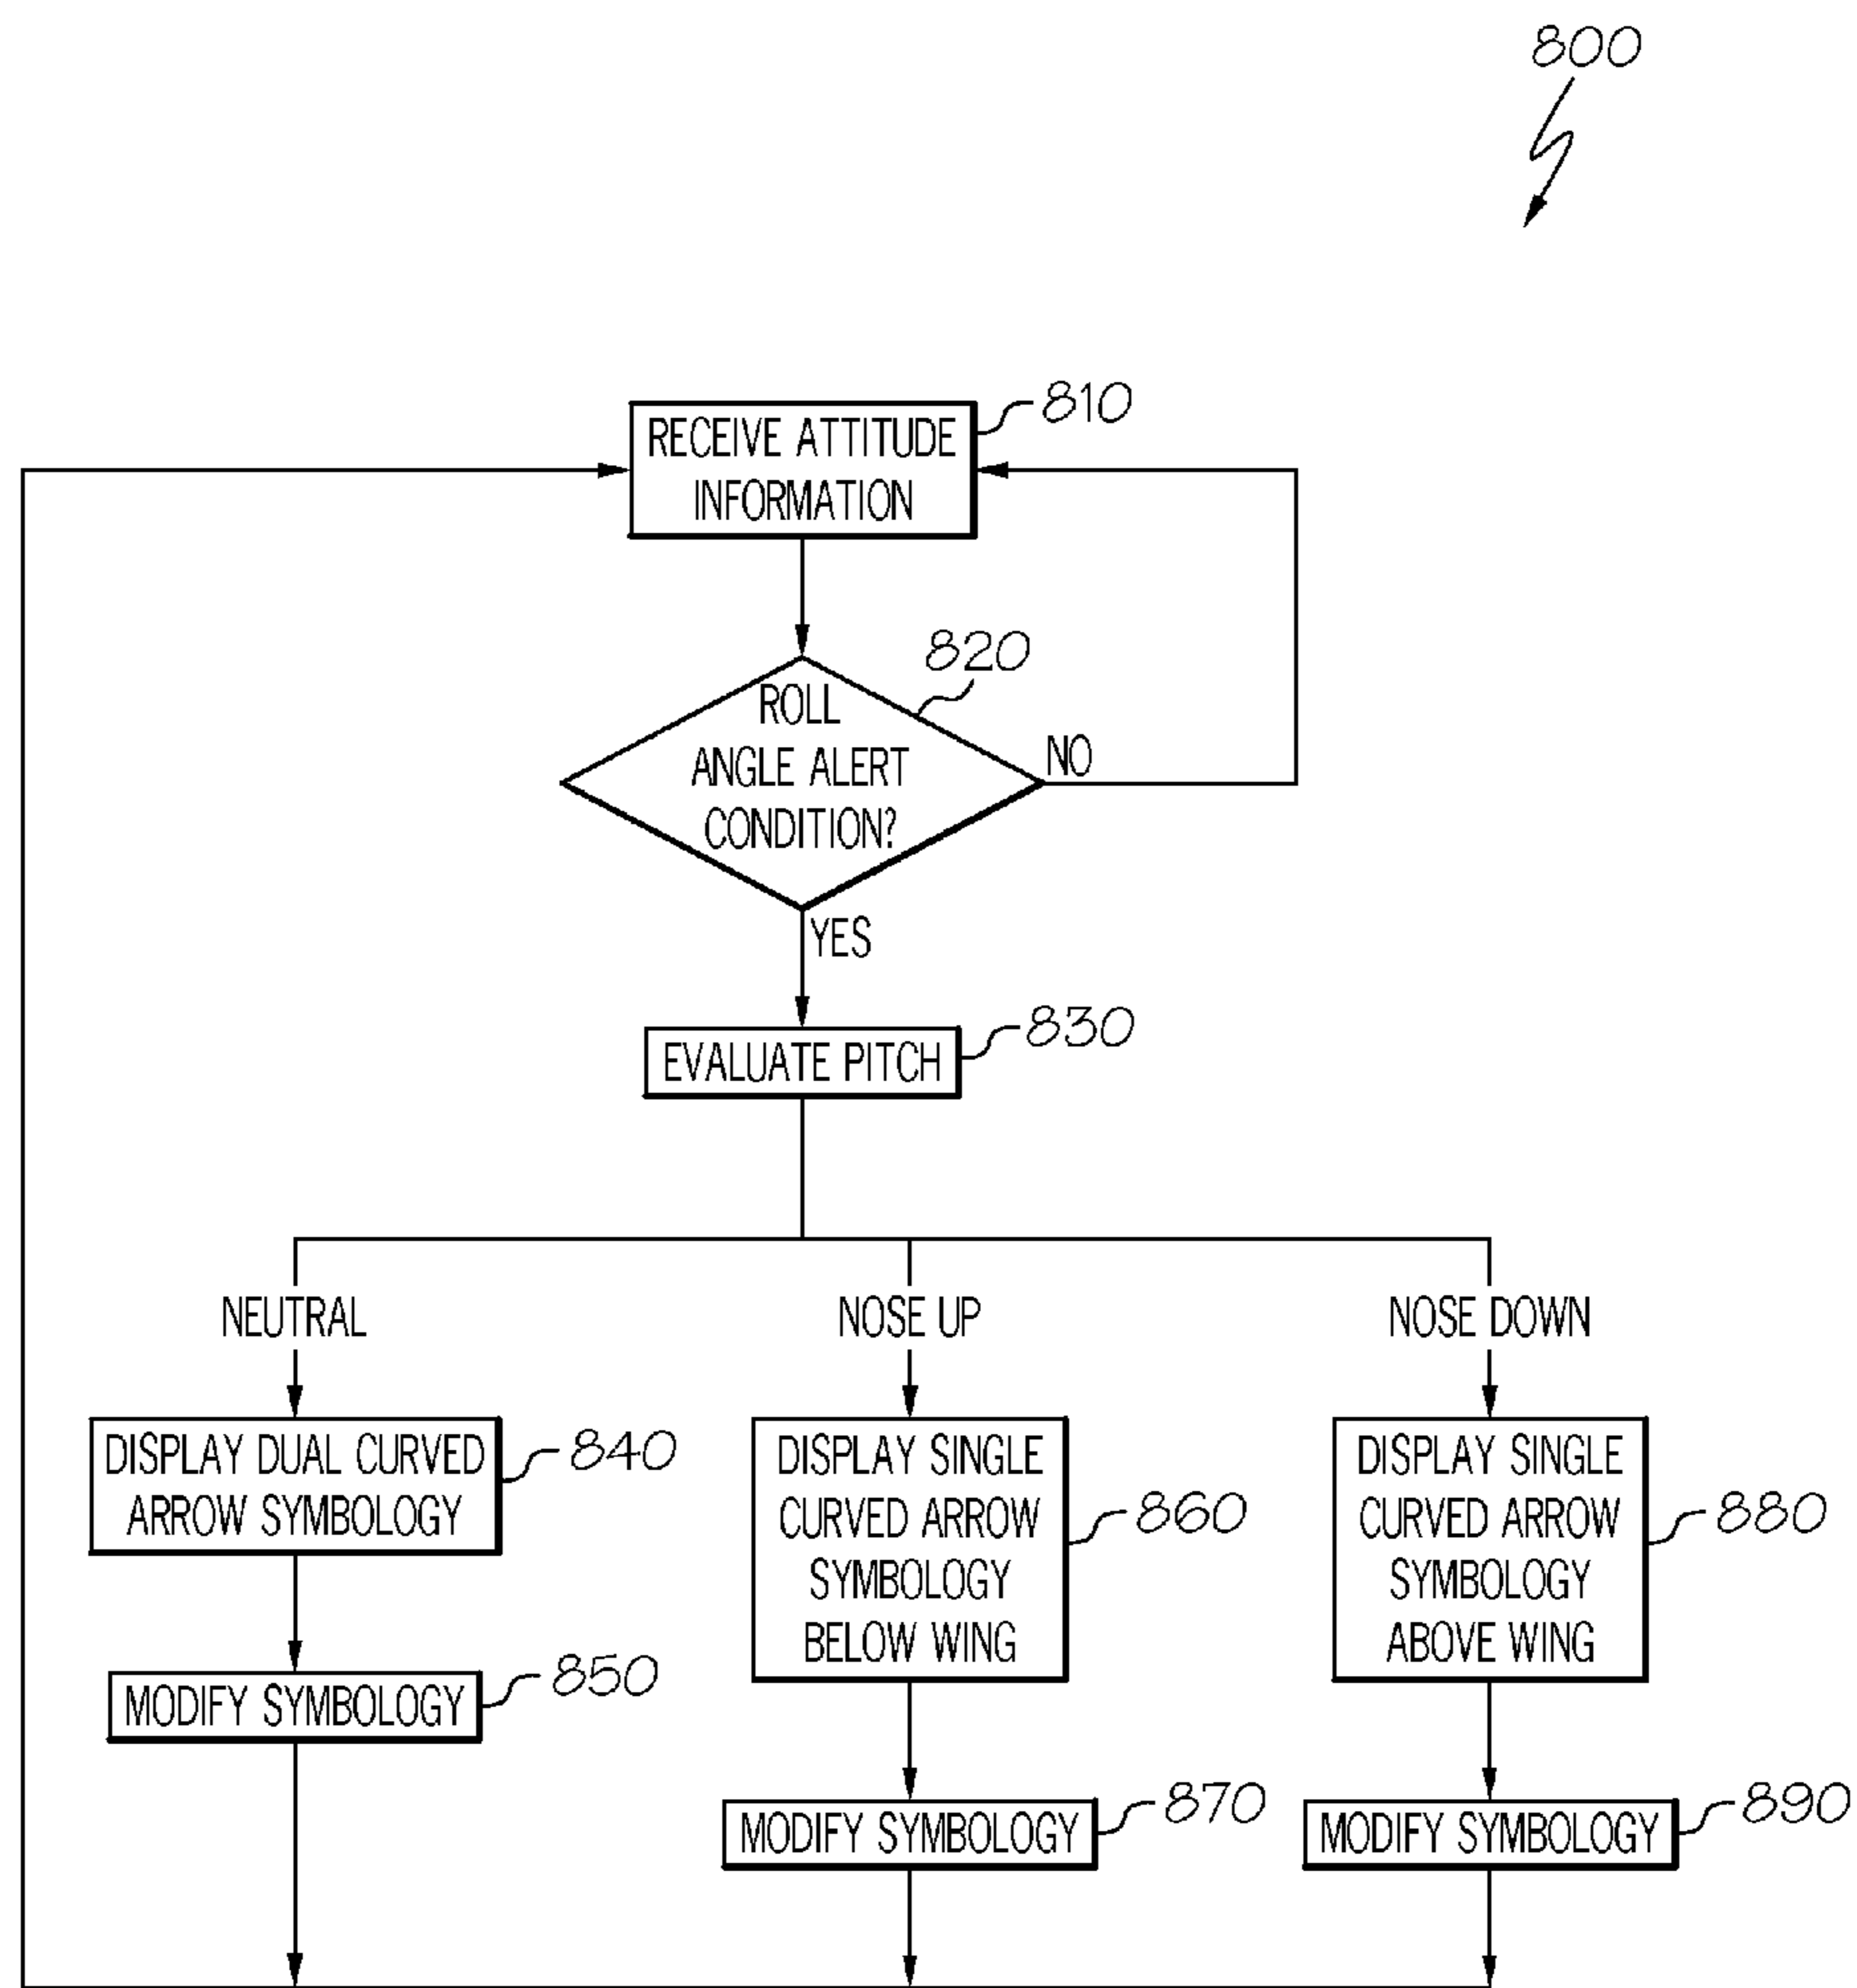 800
RECEIVE ATTITUDE
INFORMATION
810
820
ROLL
ANGLE ALERT
CONDITION?
NO
YES
EVALUATE PITCH
830
NEUTRAL
NOSE UP
NOSE DOWN
DISPLAY DUAL CURVED
ARROW SYMBOLOGY
840
DISPLAY SINGLE
CURVED ARROW
SYMBOLOGY
BELOW WING
860
DISPLAY SINGLE
CURVED ARROW
SYMBOLOGY
ABOVE WING
880
MODIFY SYMBOLOGY
850
MODIFY SYMBOLOGY
870
MODIFY SYMBOLOGY
890